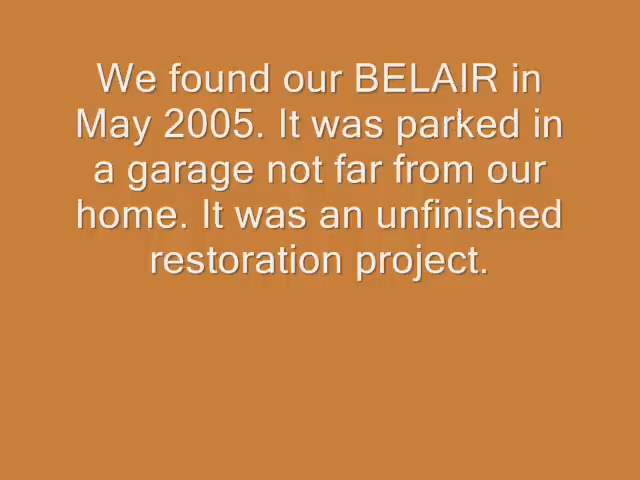 We found our BELAIR in
May 2005. It was parked in
a garage not far from our
home. It was an unfinished
restoration project.